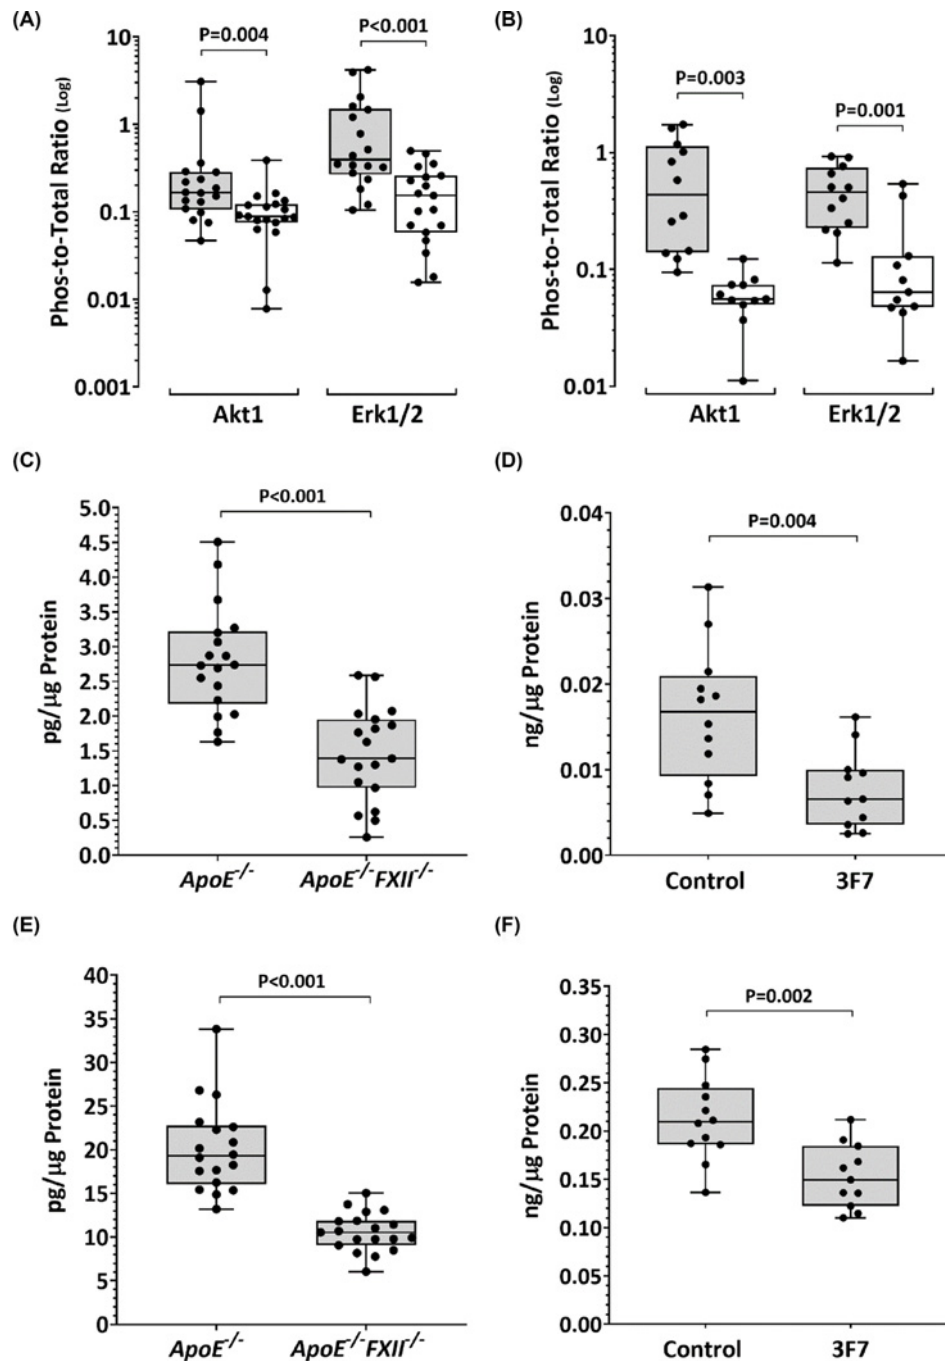 (A)
P=0.004
P<0.001
Phos-to-Total Ratio (Log)
10
1
0.1
0.01
0.001
Akt1
Erk1/2
(B)
P=0.003
P=0.001
Phos-to-Total Ratio (Log)
10
1
0.1
0.01
Akt1
Erk1/2
(C)
P<0.001
pg/µg Protein
5.0
4.5
4.0
3.5
3.0
2.5
2.0
1.5
1.0
0.5
0.0
ApoE-/-
ApoE-/-FXII-/-
(D)
P=0.004
ng/µg Protein
0.04
0.03
0.02
0.01
0.00
Control
3F7
(E)
P<0.001
pg/µg Protein
40
35
30
25
20
15
10
5
0
ApoE-/-
ApoE-/-FXII-/-
(F)
P=0.002
ng/µg Protein
0.35
0.30
0.25
0.20
0.15
0.10
0.05
0.00
Control
3F7